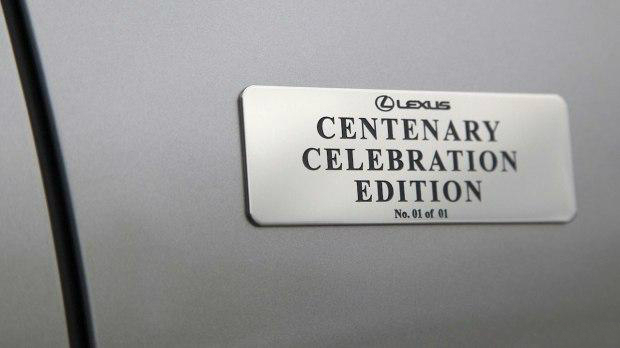 LEXUS
CENTENARY
CELEBRATION
EDITION
No. 01 of 01